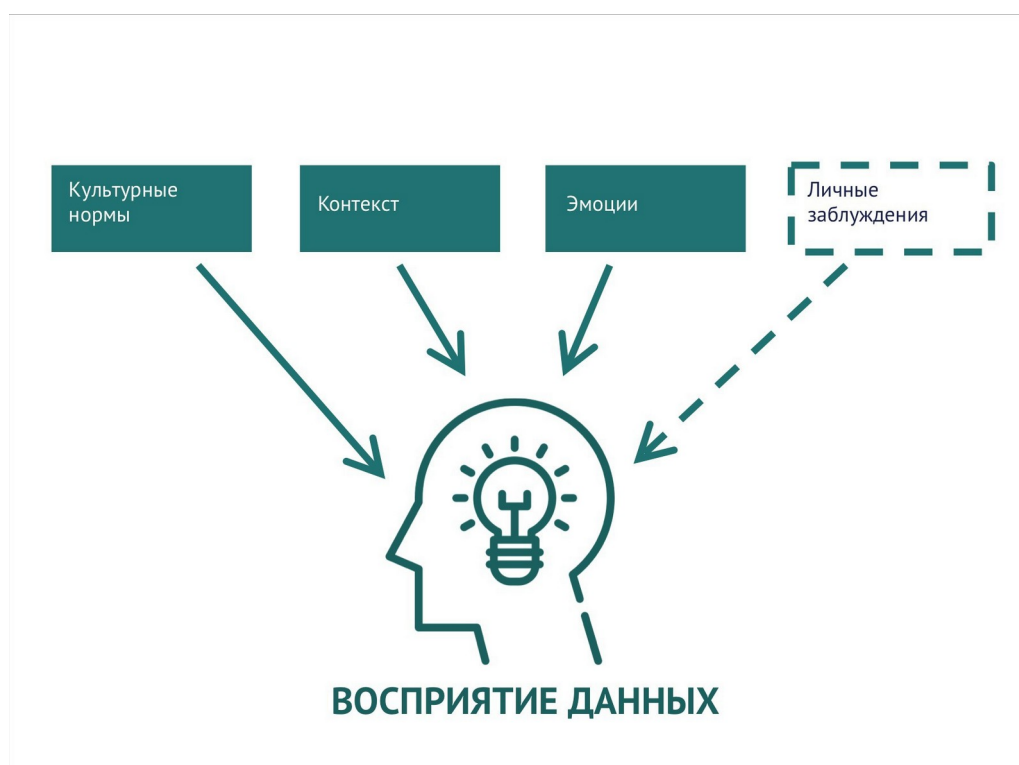 Культурные
нормы
Контекст
Эмоции
Личные
заблуждения
ВОСПРИЯТИЕ ДАННЫХ